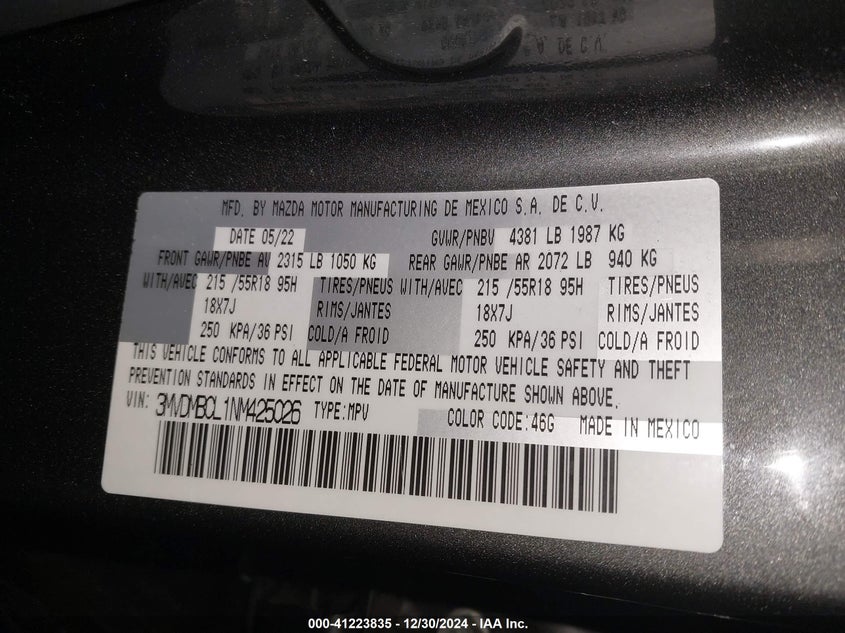 MFD. BY MAZDA MOTOR MANUFACTURING DE MEXICO S.A. DE C.V.
DATE 05/22 GVWR/PNBV 4381 LB 1987 KG
FRONT GAWR/PNBE AV 2315 LB 1050 KG REAR GAWR/PNBE AR 2072 LB 940 KG
WITH/AVEC 215 /55R18 95H TIRES/PNEUS WITH/AVEC 215 /55R18 95H TIRES/PNEUS
18X7J RIMS/JANTES 18X7J RIMS/JANTES
250 KPA/36 PSI COLD/A FROID 250 KPA/36 PSI COLD/A FROID
THIS VEHICLE CONFORMS TO ALL APPLICABLE FEDERAL MOTOR VEHICLE SAFETY AND THEFT
PREVENTION STANDARDS IN EFFECT ON THE DATE OF MANUFACTURE SHOWN ABOVE.
VIN: 3MVDMBCL1NM425026 TYPE:MPV COLOR CODE:46G MADE IN MEXICO
000-41223835 - 12/30/2024 - IAA Inc.